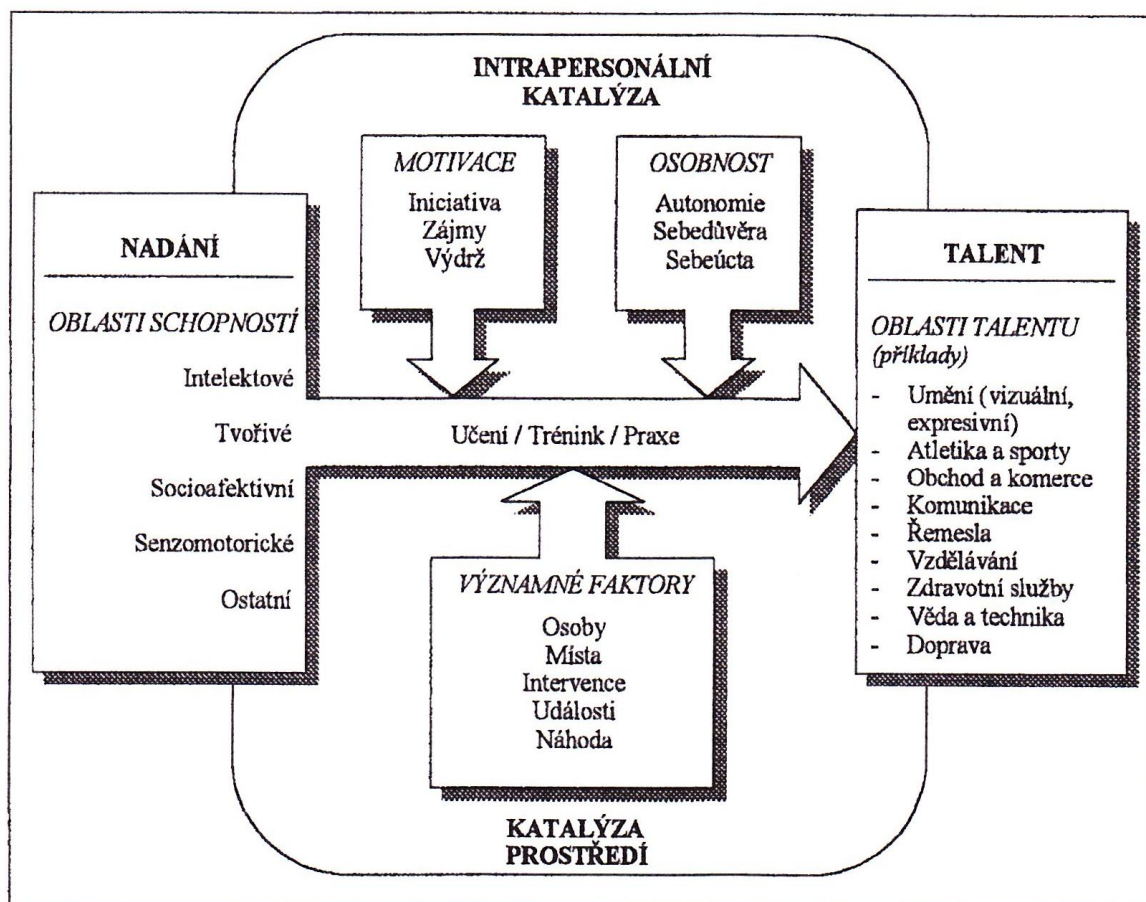 INTRAPERSONÁLNÍ
KATALÝZA
MOTIVACE
Iniciativa
Zájmy
Výdrž
OSOBNOST
Autonomie
Sebedůvěra
Sebeúcta
NADÁNÍ
OBLASTI SCHOPNOSTÍ
Intelektové
Tvořivé
Socioafektivní
Senzomotorické
Ostatní
Učení / Trénink / Praxe
VÝZNAMNÉ FAKTORY
Osoby
Místa
Intervence
Události
Náhoda
KATALÝZA
PROSTŘEDÍ
TALENT
OBLASTI TALENTU
(příklady)
- Umění (vizuální,
expresivní)
- Atletika a sporty
- Obchod a komerce
- Komunikace
- Řemesla
- Vzdělávání
- Zdravotní služby
- Věda a technika
- Doprava